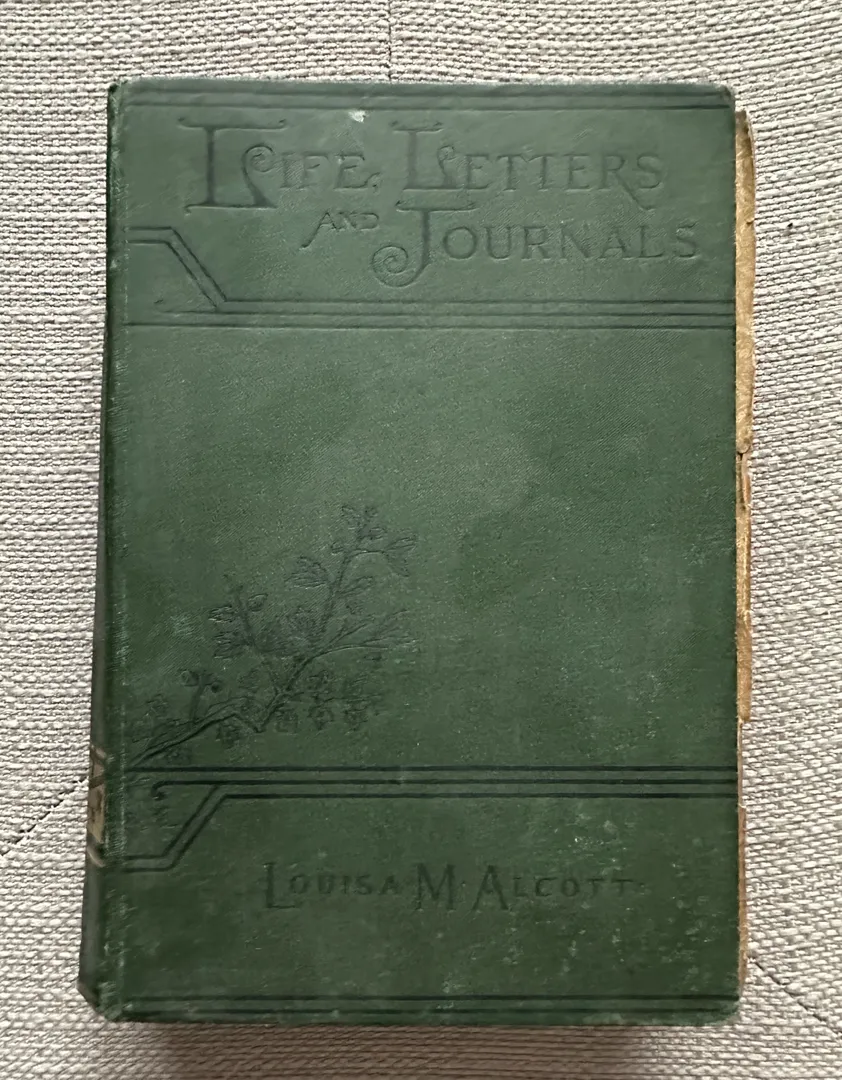 LIFE, LETTERS
AND JOURNALS
LOUISA M. ALCOTT.